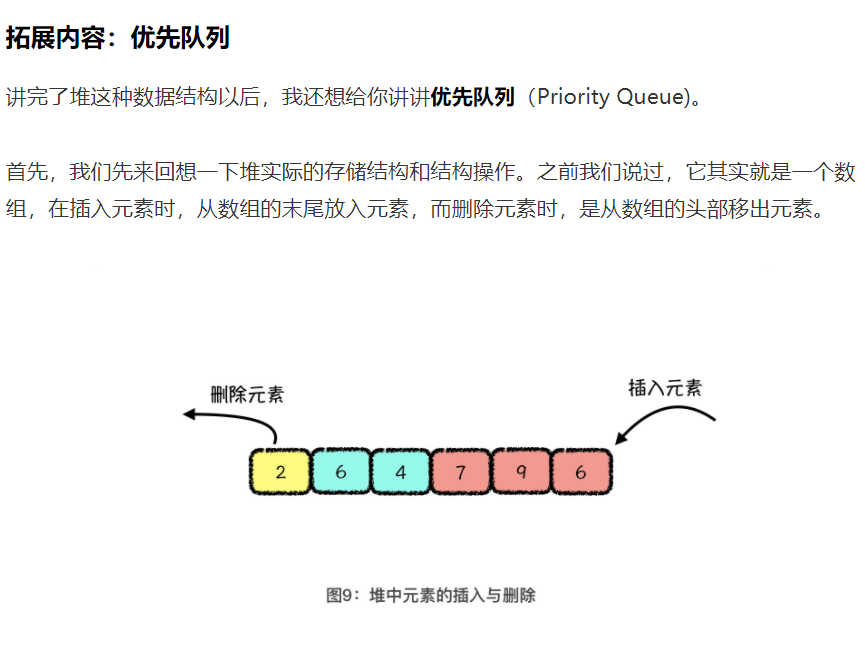 拓展内容：优先队列
讲完了堆这种数据结构以后，我还想给你讲讲优先队列（Priority Queue)。
首先，我们先来回想一下堆实际的存储结构和结构操作。之前我们说过，它其实就是一个数
组，在插入元素时，从数组的末尾放入元素，而删除元素时，是从数组的头部移出元素。
删除元素
插入元素
2 6 4 7 9 6
图9：堆中元素的插入与删除